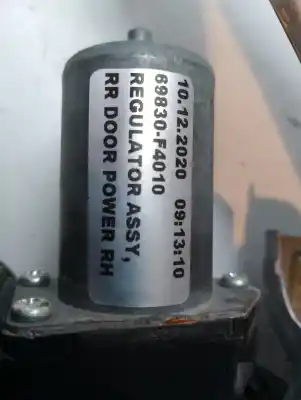 10.12.2020 09:13:10
69830-F4010
REGULATOR ASSY,
RR DOOR POWER RH